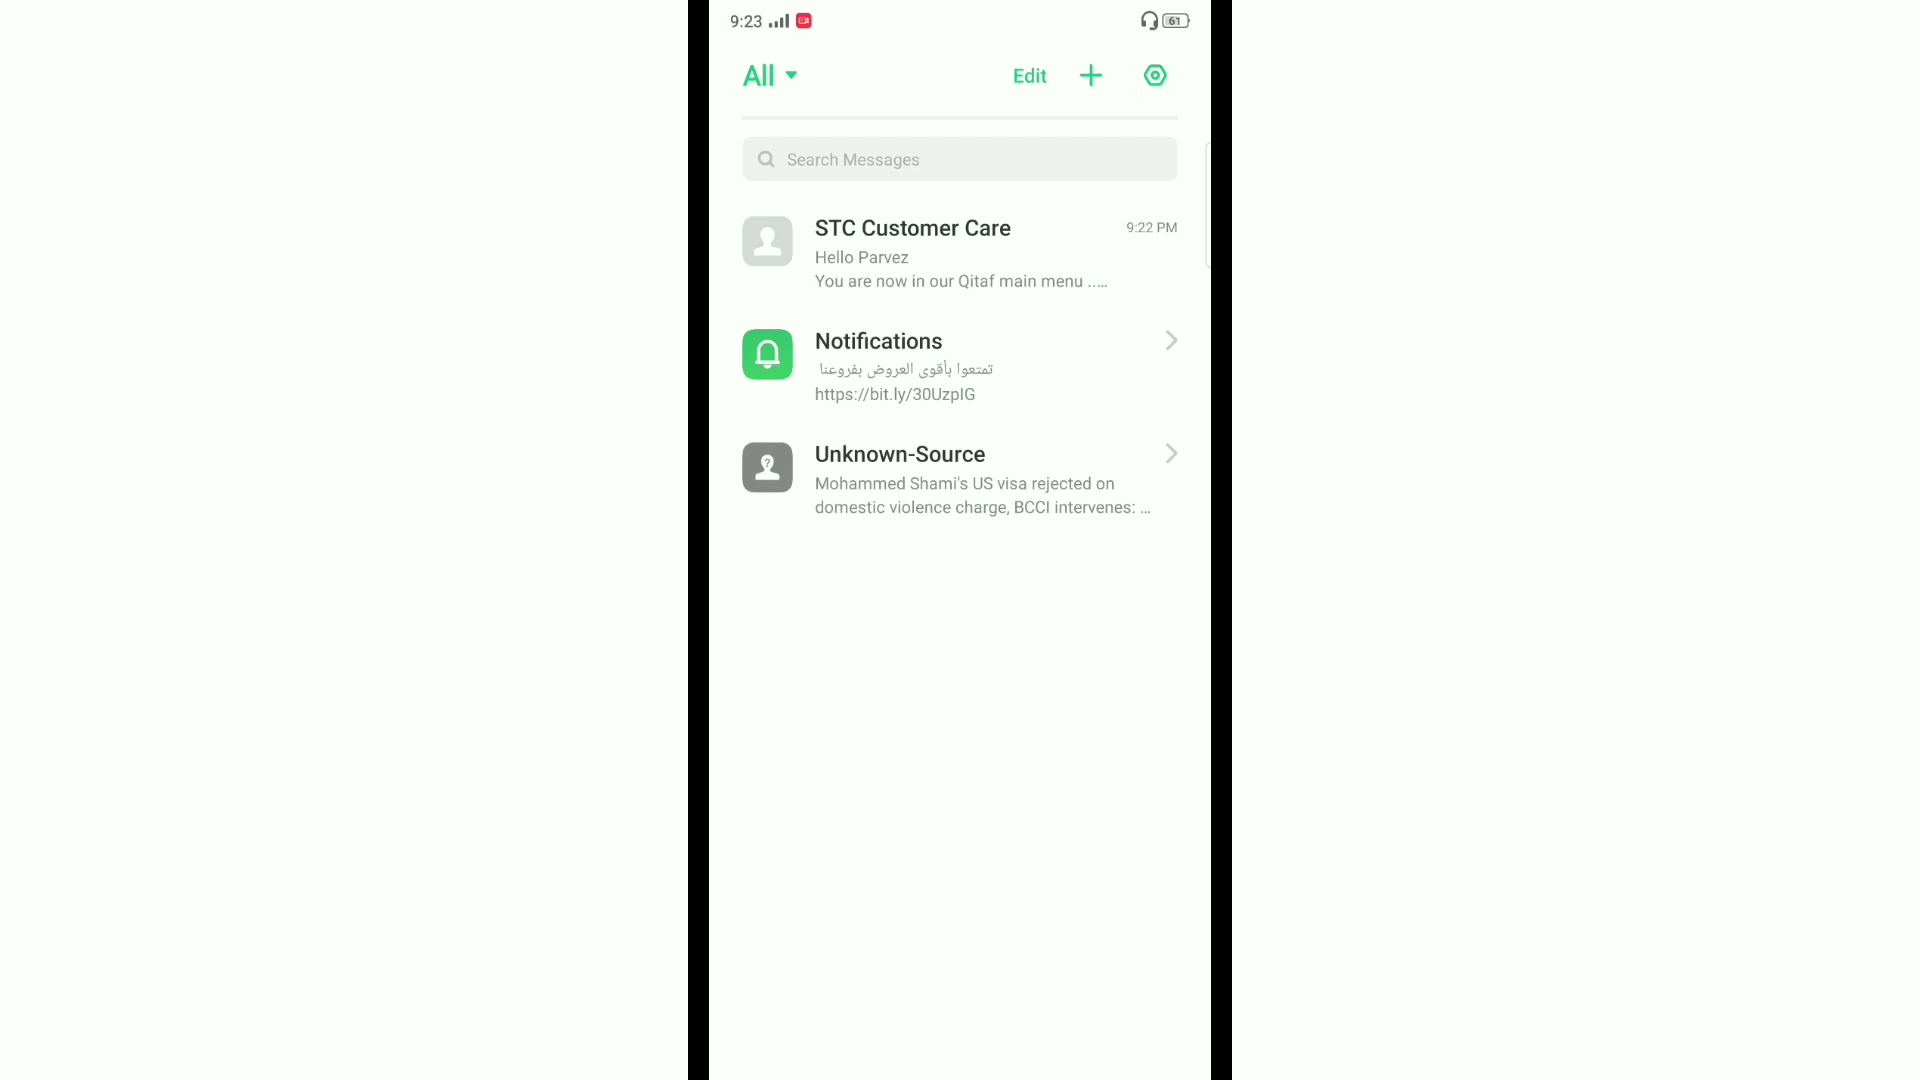 9:23
61
All
Edit
Search Messages
STC Customer Care
9:22 PM
Hello Parvez
You are now in our Qitaf main menu .....
Notifications
تمتعوا بأقوى العروض بفروعنا
https://bit.ly/30UzpIG
Unknown-Source
Mohammed Shami's US visa rejected on
domestic violence charge, BCCI intervenes: ...